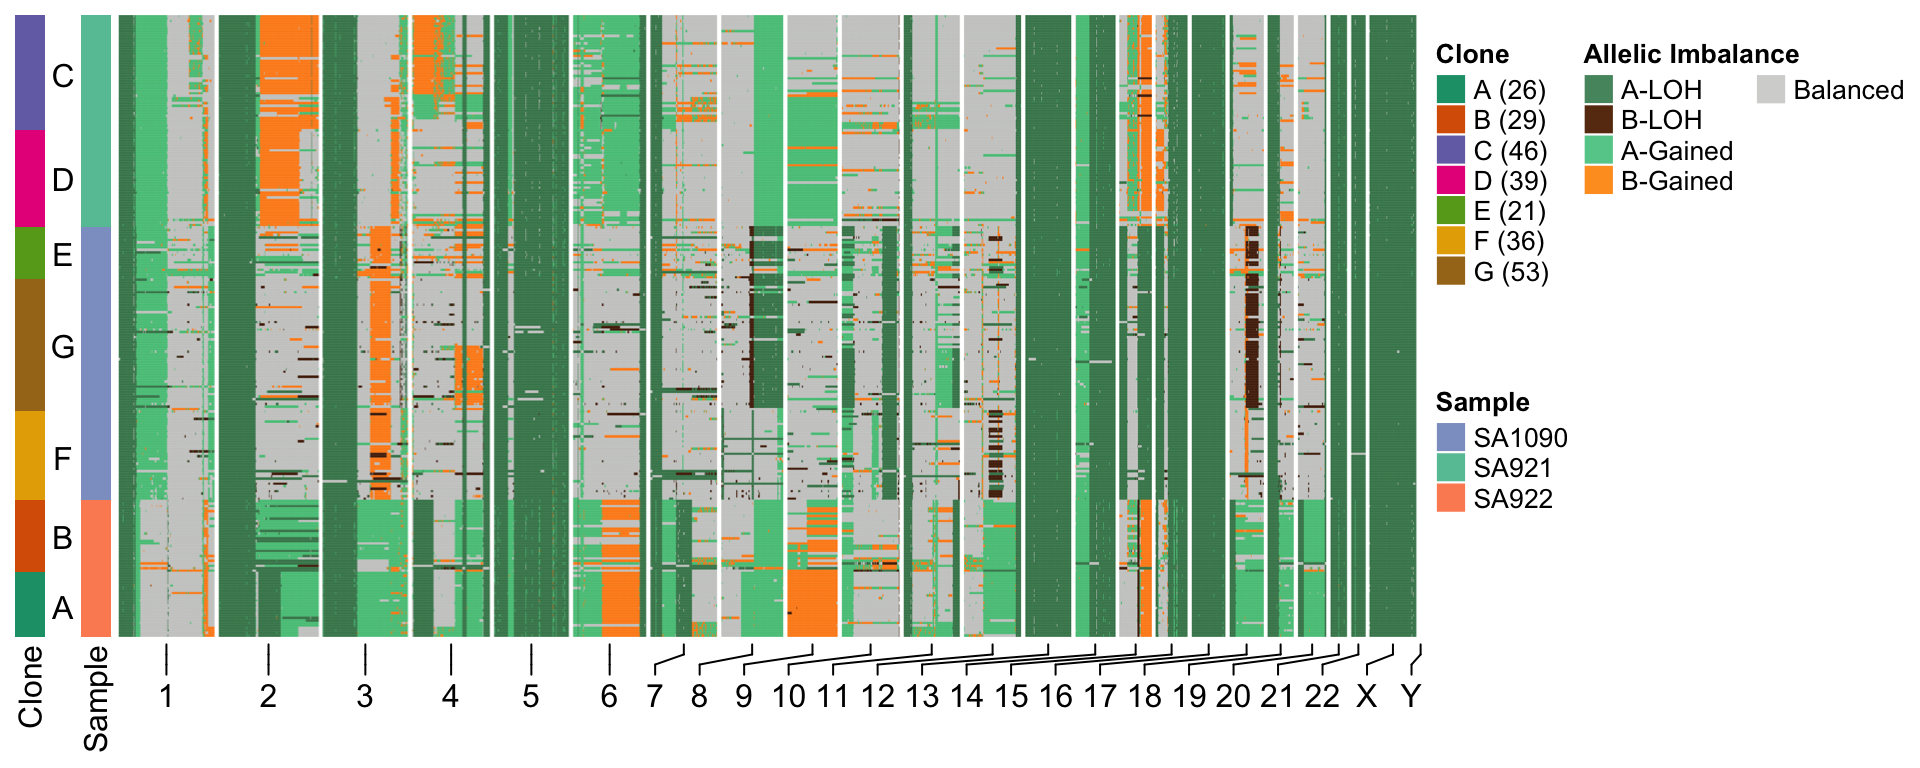 C
D
E
G
F
B
A
Clone
Sample
1 2 3 4 5 6 7 8 9 10 11 12 13 14 15 16 17 18 19 20 21 22 X Y
Clone
A (26)
B (29)
C (46)
D (39)
E (21)
F (36)
G (53)
Allelic Imbalance
A-LOH Balanced
B-LOH
A-Gained
B-Gained
Sample
SA1090
SA921
SA922